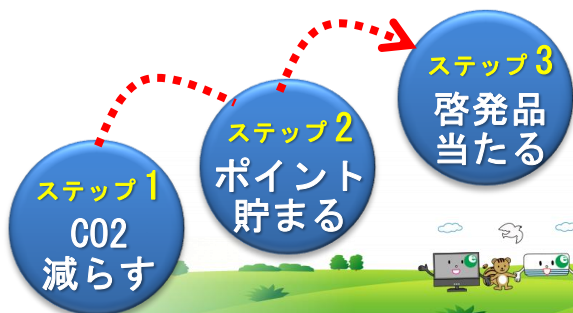 ステップ1
CO2
減らす
ステップ2
ポイント
貯まる
ステップ3
啓発品
当たる